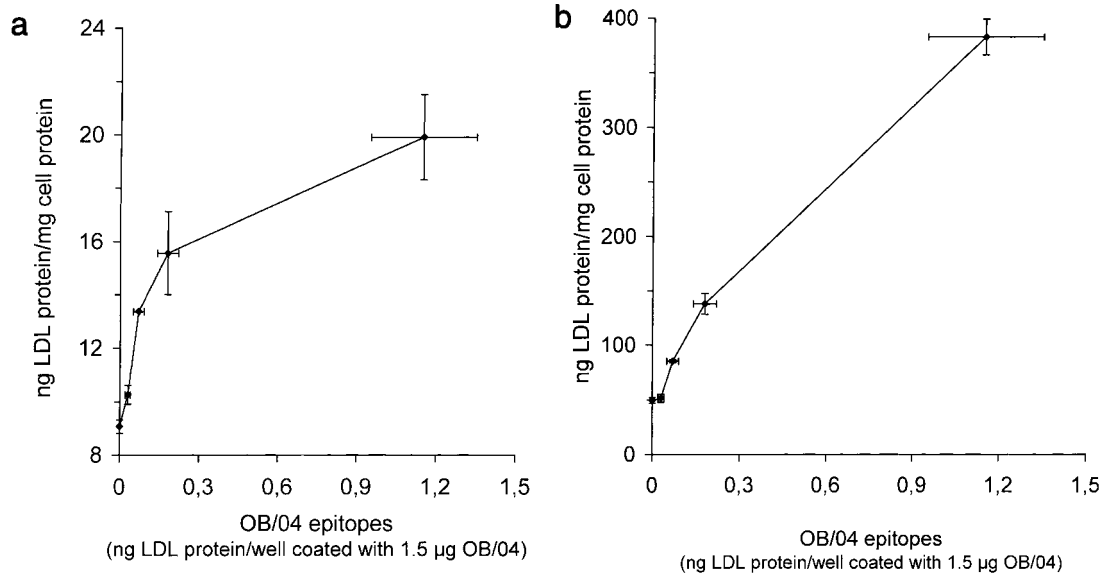 a
24
20
16
12
8
ng LDL protein/mg cell protein
0 0,3 0,6 0,9 1,2 1,5
OB/04 epitopes
(ng LDL protein/well coated with 1.5 µg OB/04)
b
400
300
200
100
0
ng LDL protein/mg cell protein
0 0,3 0,6 0,9 1,2 1,5
OB/04 epitopes
(ng LDL protein/well coated with 1.5 µg OB/04)